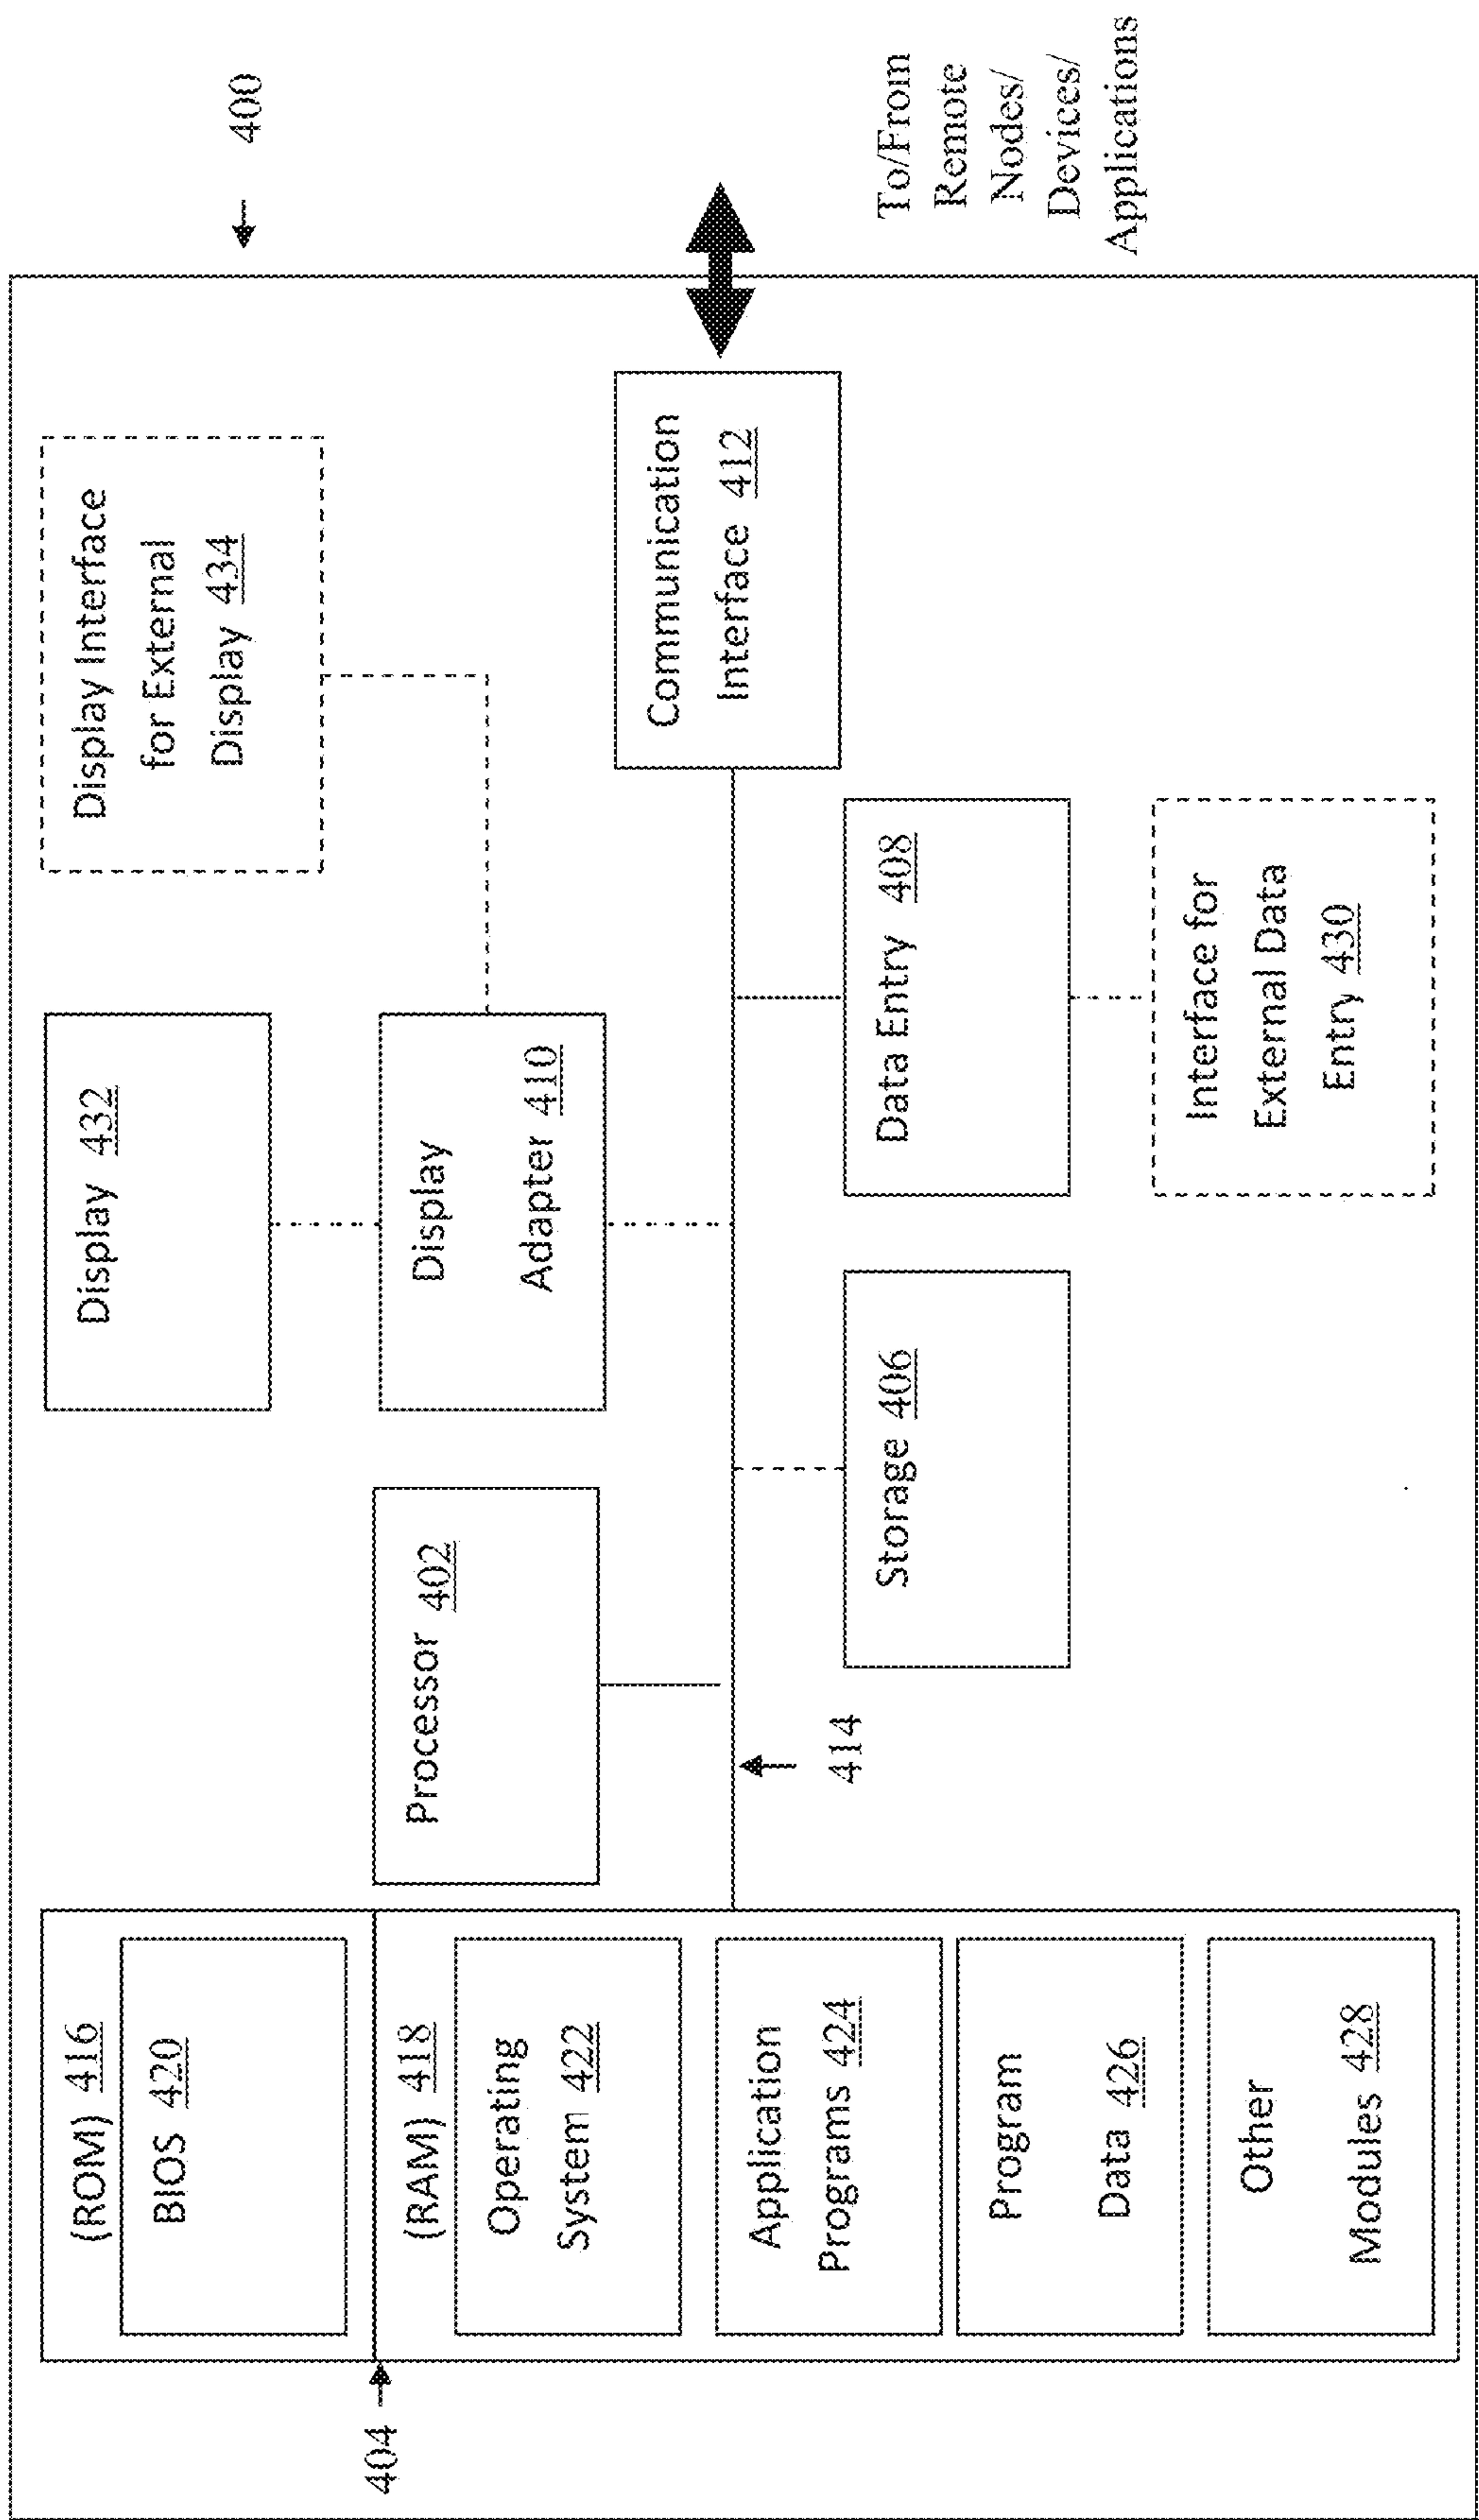 400
(ROM) 416
BIOS 420
404
(RAM) 418
Operating
System 422
Application
Programs 424
Program
Data 426
Other
Modules 428
Processor 402
414
Storage 406
Display 432
Display
Adapter 410
Data Entry 408
Interface for
External Data
Entry 430
Display Interface
for External
Display 434
Communication
Interface 412
To/From
Remote
Nodes/
Devices/
Applications